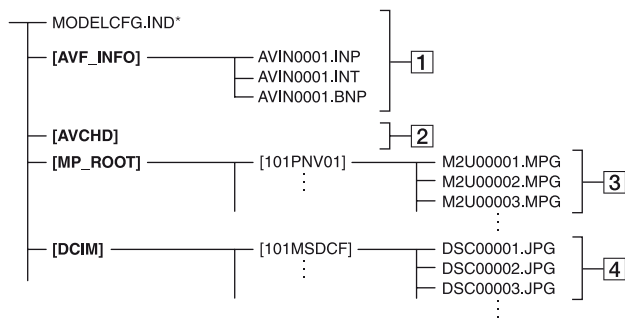 MODELCFG.IND*
[AVF_INFO] AVIN0001.INP
AVIN0001.INT 1
AVIN0001.BNP
[AVCHD] 2
[MP_ROOT] [101PNV01] M2U00001.MPG
M2U00002.MPG 3
M2U00003.MPG
[DCIM] [101MSDCF] DSC00001.JPG
DSC00002.JPG 4
DSC00003.JPG